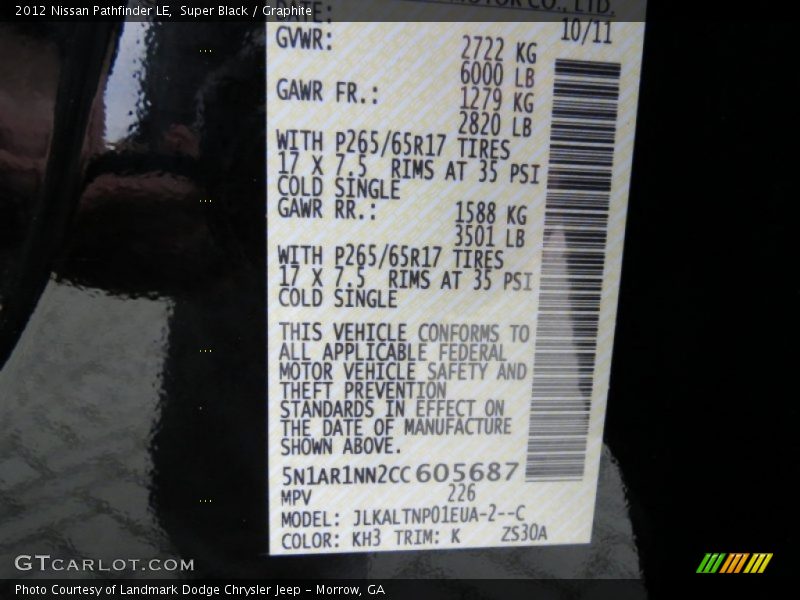 2012 Nissan Pathfinder LE,  Super Black / Graphite
DATE:
MOTOR CO., LTD.
10/11
GVWR:
2722 KG
6000 LB
GAWR FR.:
1279 KG
2820 LB
WITH P265/65R17 TIRES
17 X 7.5 RIMS AT 35 PSI
COLD SINGLE
GAWR RR.:
1588 KG
3501 LB
WITH P265/65R17 TIRES
17 X 7.5 RIMS AT 35 PSI
COLD SINGLE
THIS VEHICLE CONFORMS TO
ALL APPLICABLE FEDERAL
MOTOR VEHICLE SAFETY AND
THEFT PREVENTION
STANDARDS IN EFFECT ON
THE DATE OF MANUFACTURE
SHOWN ABOVE.
5N1AR1NN2CC605687
MPV 226
MODEL: JLKALTNP01EUA-2--C
COLOR: KH3 TRIM: K ZS30A
GTCARLOT.COM
Photo Courtesy of Landmark Dodge Chrysler Jeep - Morrow, GA